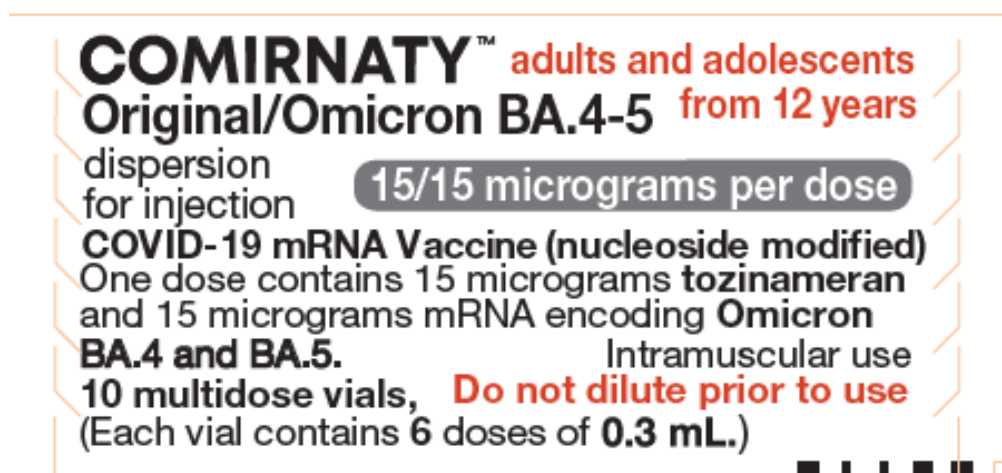 COMIRNATY™ adults and adolescents
Original/Omicron BA.4-5 from 12 years
dispersion
for injection
15/15 micrograms per dose
COVID-19 mRNA Vaccine (nucleoside modified)
One dose contains 15 micrograms tozinameran
and 15 micrograms mRNA encoding Omicron
BA.4 and BA.5. Intramuscular use
10 multidose vials, Do not dilute prior to use
(Each vial contains 6 doses of 0.3 mL.)